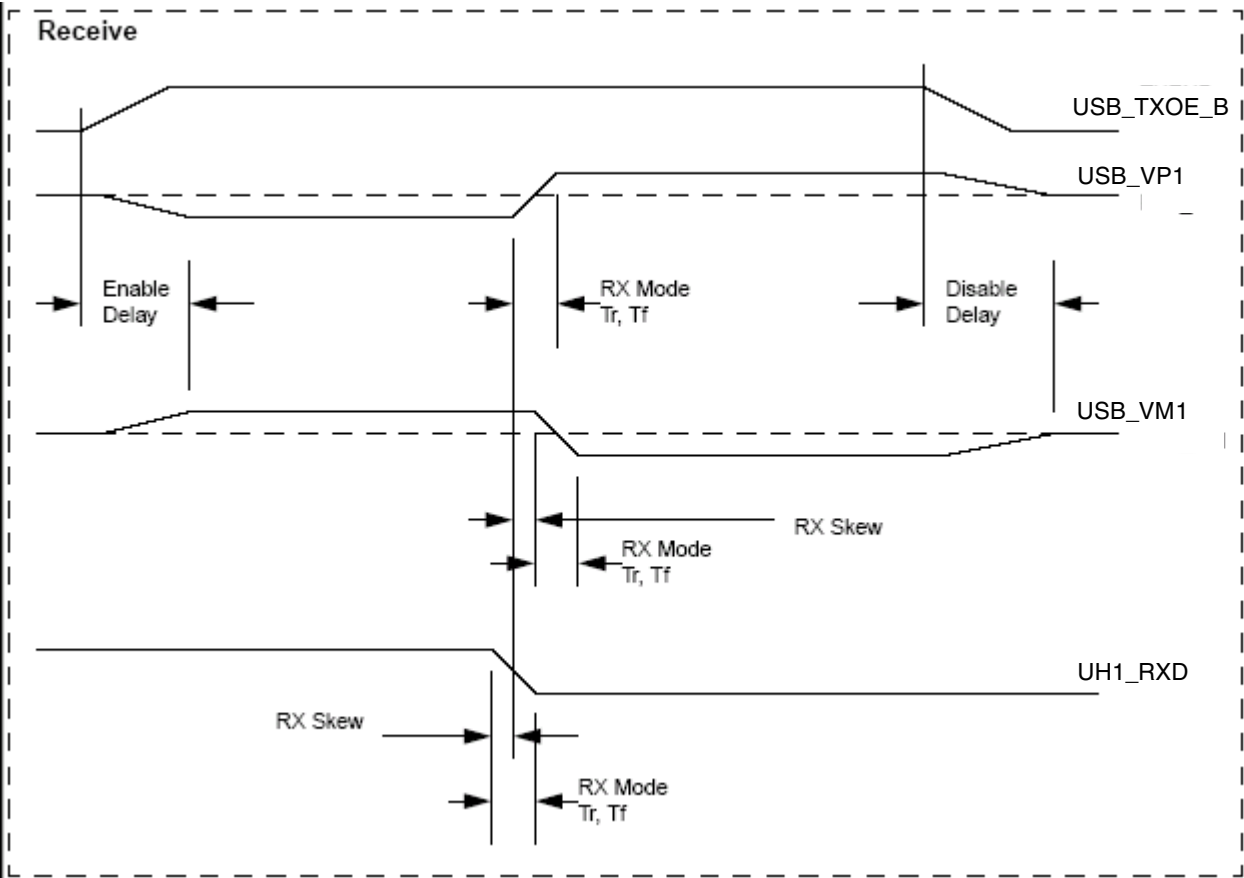 Receive
USB_TXOE_B
USB_VP1
Enable
Delay
RX Mode
Tr, Tf
Disable
Delay
USB_VM1
RX Skew
RX Mode
Tr, Tf
UH1_RXD
RX Skew
RX Mode
Tr, Tf